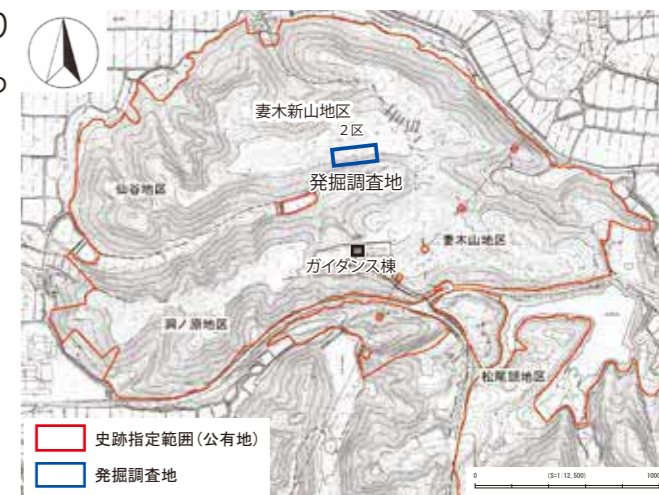 妻木新山地区
2区
発掘調査地
仙谷地区
妻木山地区
ガイダンス棟
洞ノ原地区
松尾頭地区
史跡指定範囲(公有地)
発掘調査地
0 (S=1:12,500) 1000